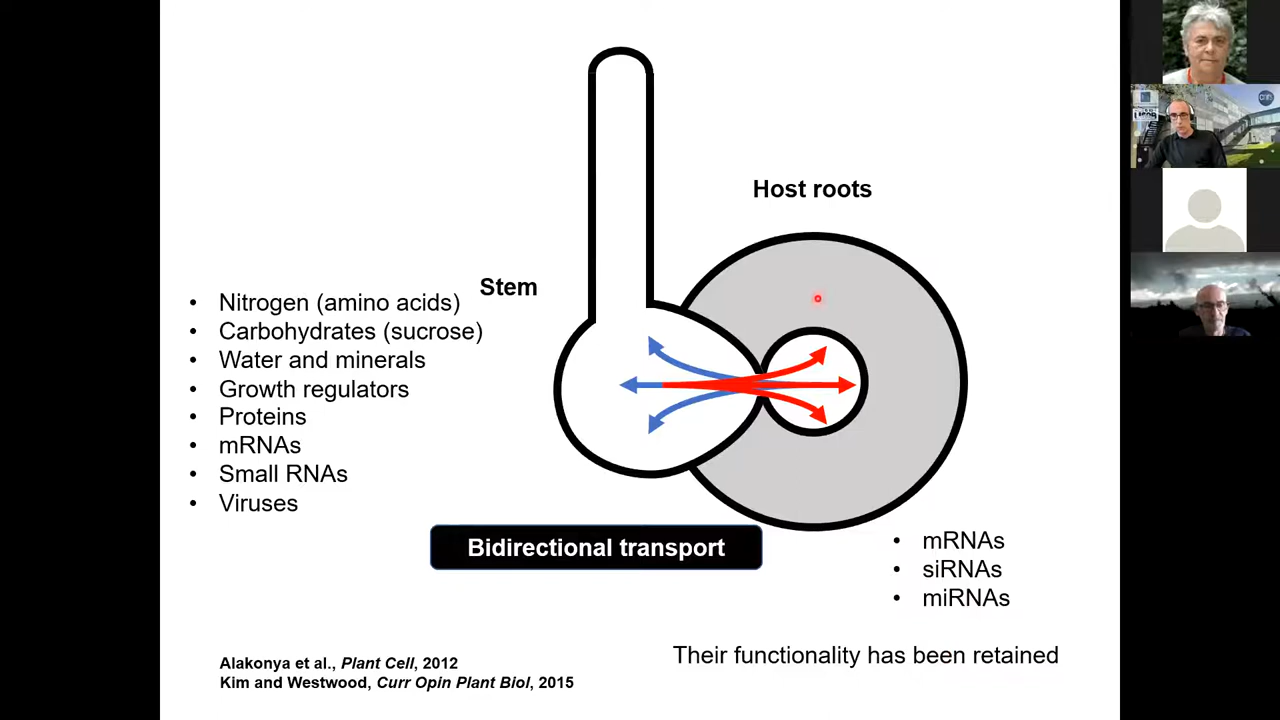 Host roots
Stem
• Nitrogen (amino acids)
• Carbohydrates (sucrose)
• Water and minerals
• Growth regulators
• Proteins
• mRNAs
• Small RNAs
• Viruses
Bidirectional transport
• mRNAs
• siRNAs
• miRNAs
Their functionality has been retained
Alakonya et al., Plant Cell, 2012
Kim and Westwood, Curr Opin Plant Biol, 2015